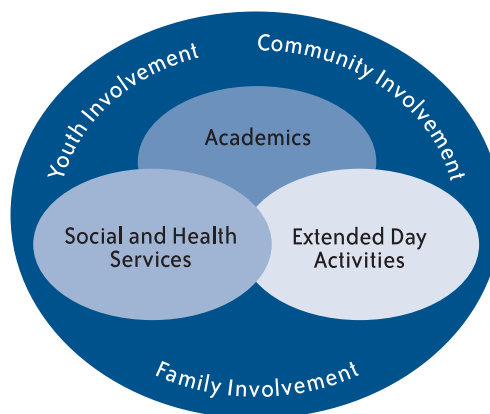 Youth Involvement
Community Involvement
Academics
Social and Health
Services
Extended Day
Activities
Family Involvement